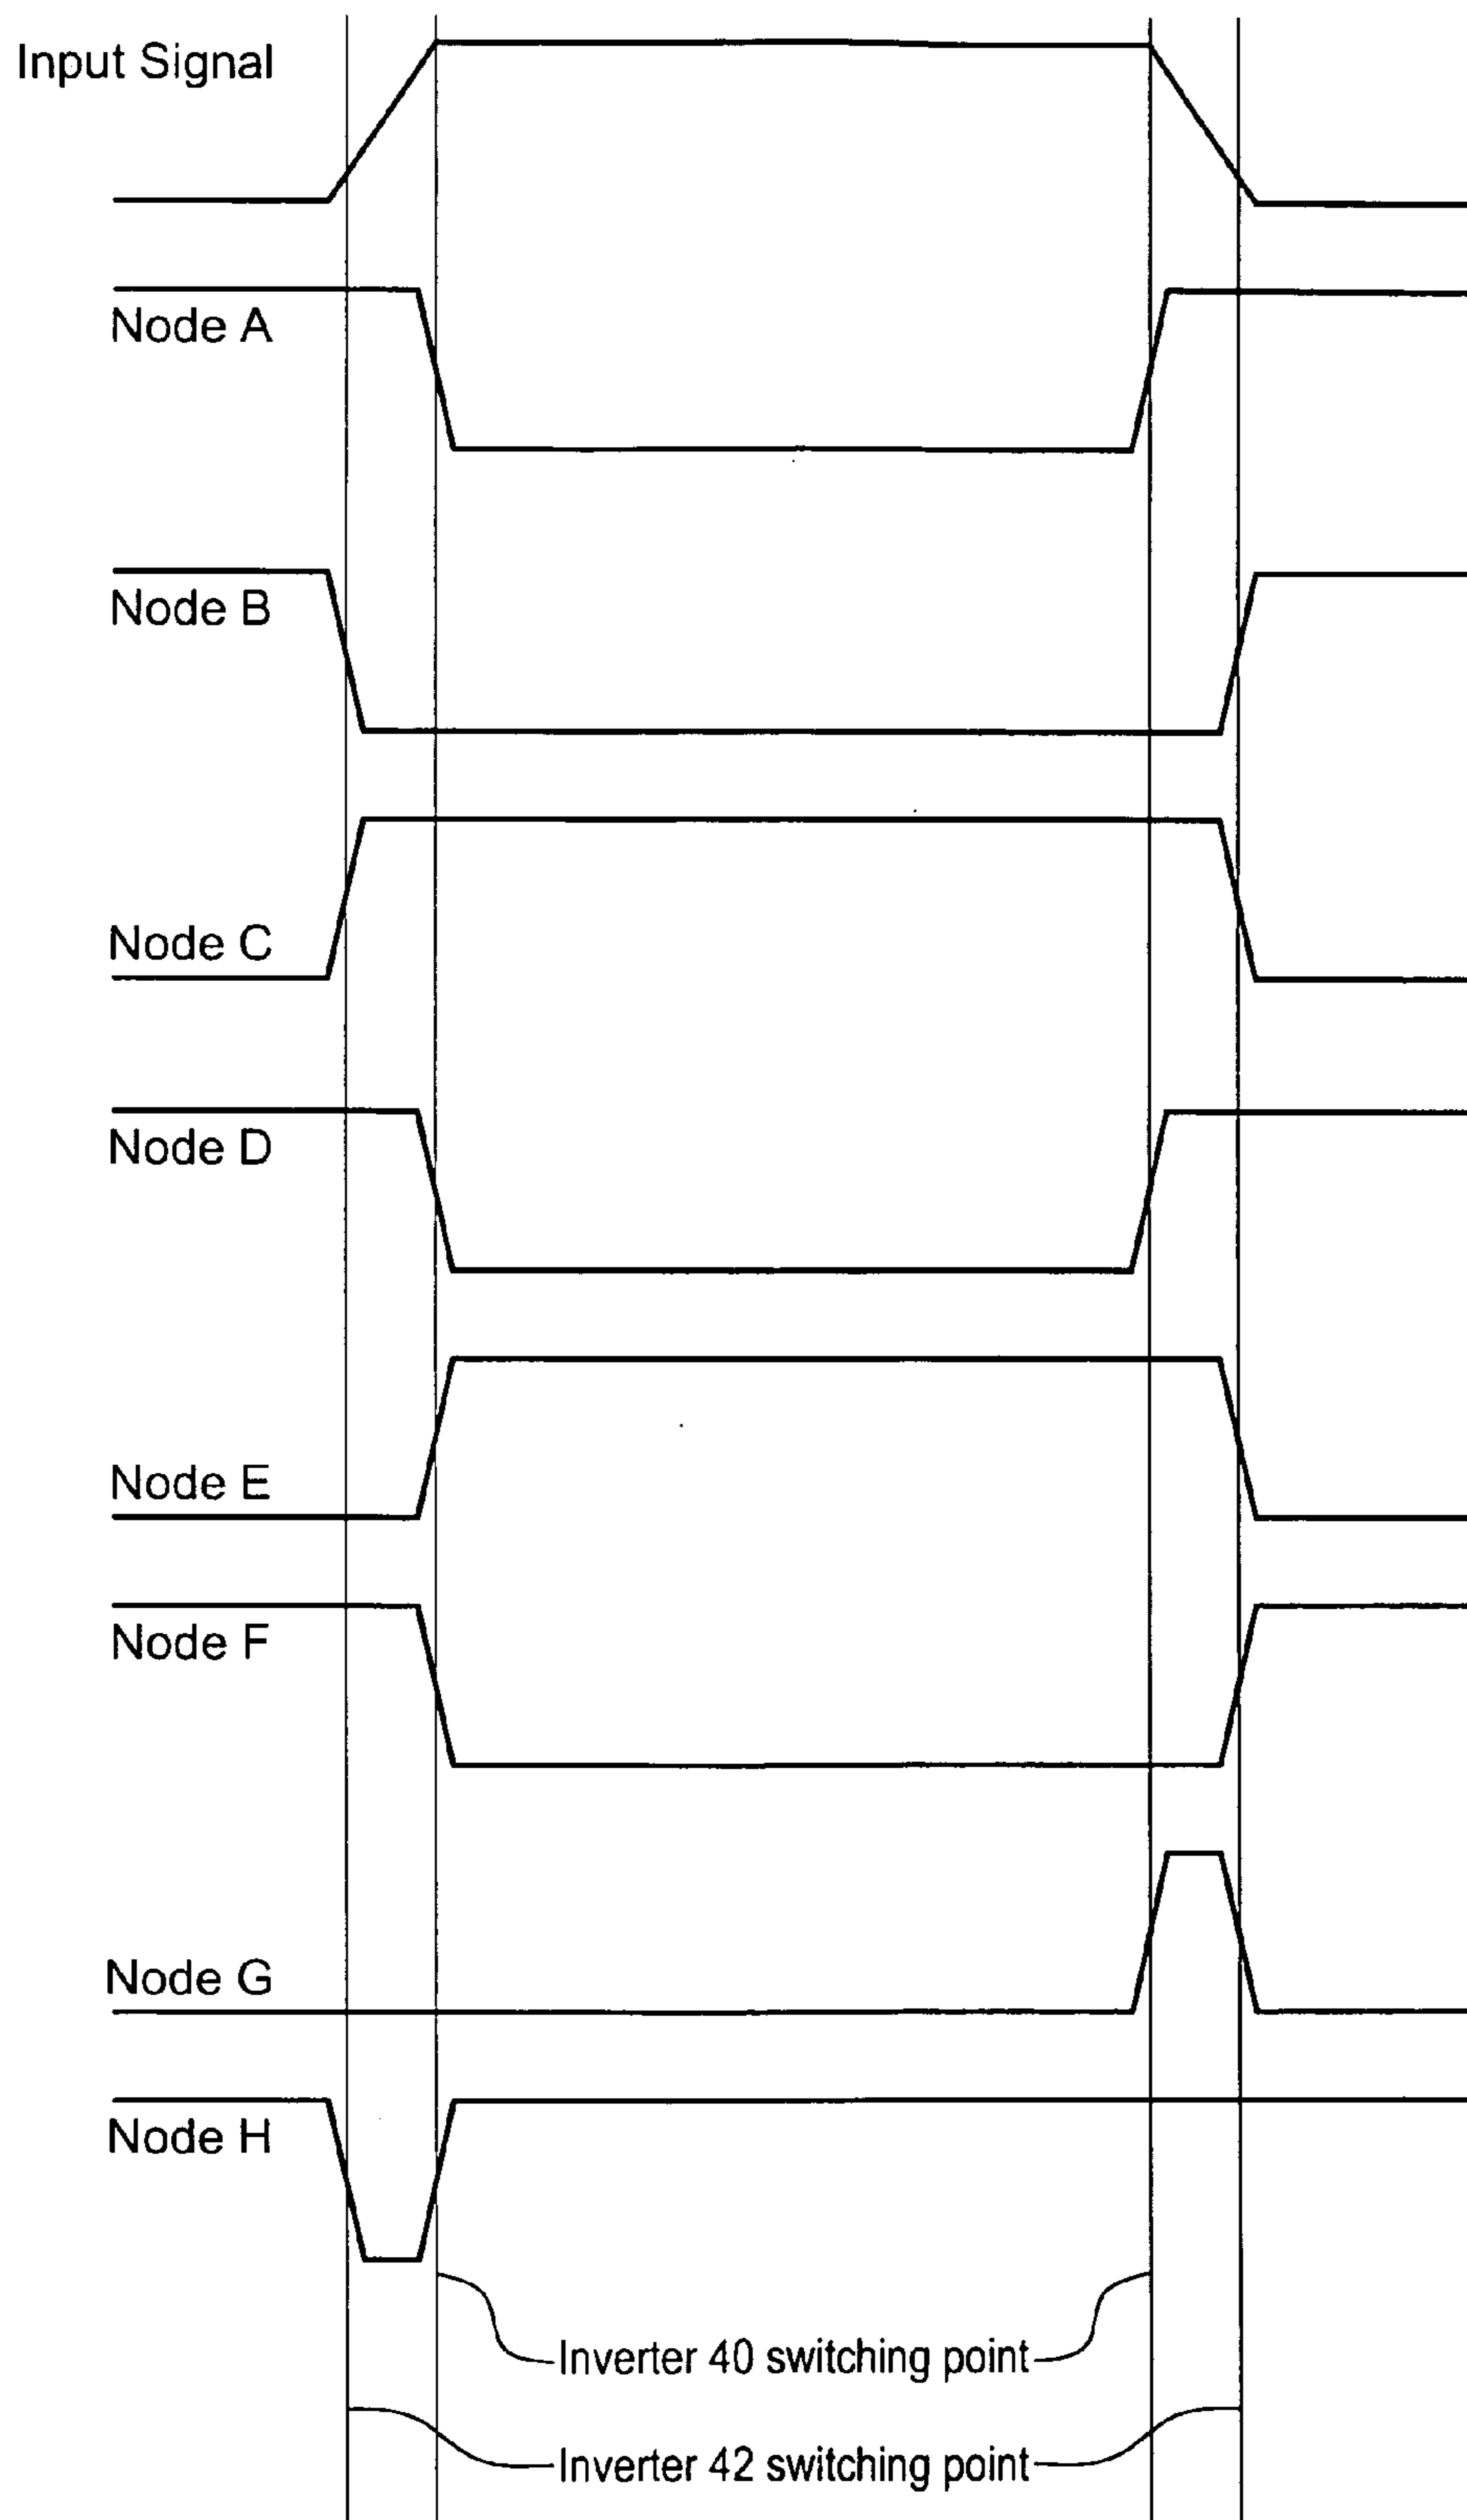 Input Signal
Node A
Node B
Node C
Node D
Node E
Node F
Node G
Node H
Inverter 40 switching point
Inverter 42 switching point